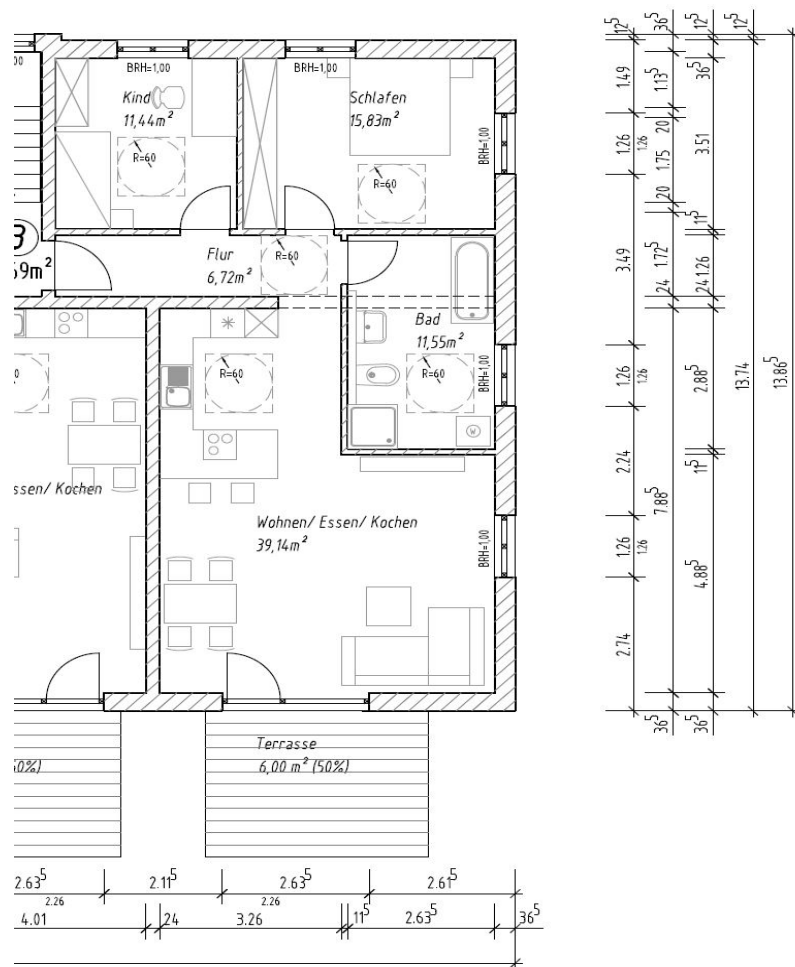 BRH=1,00
BRH=1,00
Kind
11,44m²
Schlafen
15,83m²
R=60
R=60
BRH=1,00
3
69m²
Flur
6,72m²
R=60
Bad
11,55m²
R=60
R=60
BRH=1,00
W
ssen/ Kochen
Wohnen/ Essen/ Kochen
39,14m²
BRH=1,00
Terrasse
6,00 m² (50%)
50%)
12⁵
36⁵
12⁵
12⁵
1.49
1.26
1.26
3.49
1.26
1.26
2.24
1.26
1.26
2.74
1.13⁵
20
1.75
20
1.72⁵
24
7.88⁵
36⁵
36⁵
3.51
11⁵
1.26
24
2.88⁵
11⁵
4.88⁵
36⁵
13.74
13.86⁵
2.63⁵
2.11⁵
2.63⁵
2.61⁵
2.26
2.26
4.01
24
3.26
11⁵
2.63⁵
36⁵